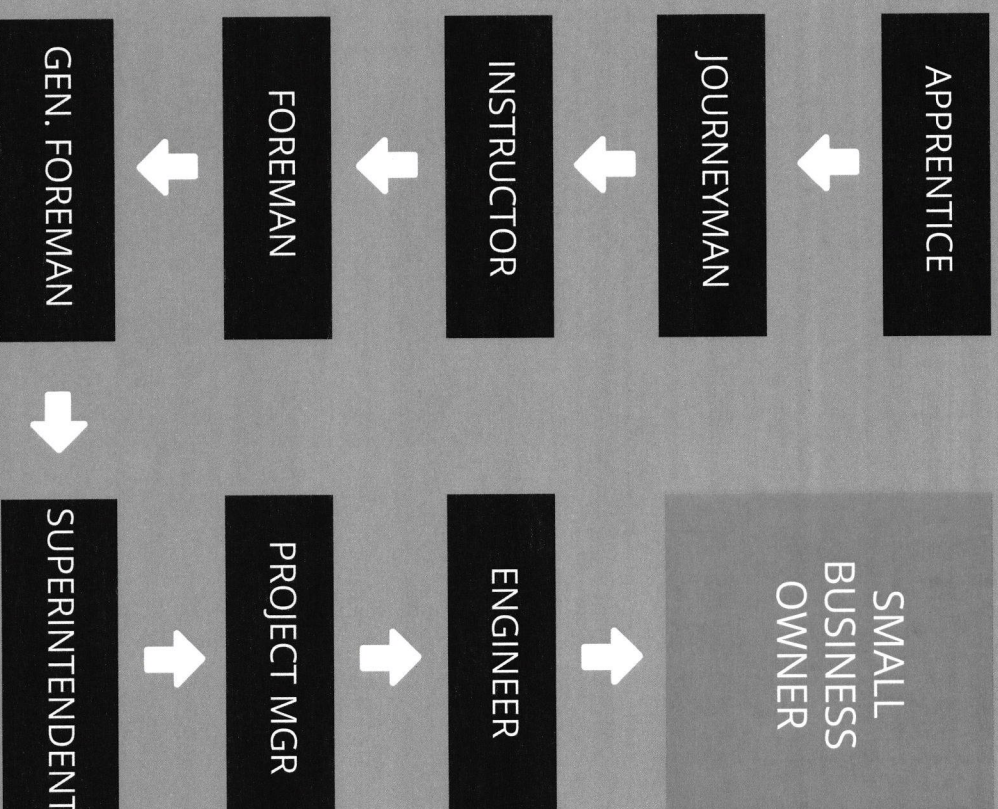 APPRENTICE
JOURNEYMAN
INSTRUCTOR
FOREMAN
GEN. FOREMAN
SUPERINTENDENT
PROJECT MGR
ENGINEER
SMALL
BUSINESS
OWNER